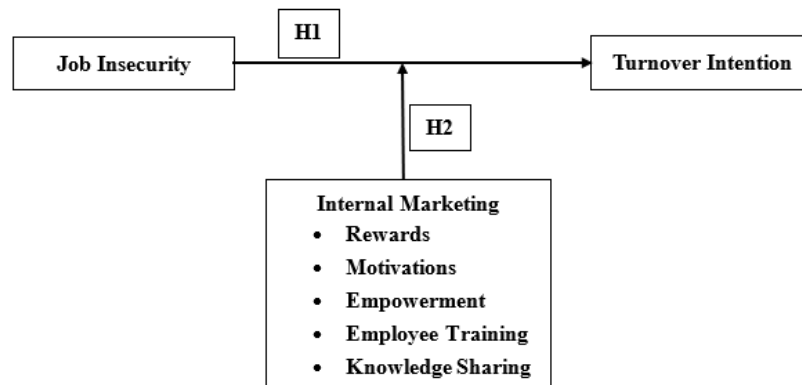 H1
Job Insecurity
Turnover Intention
H2
Internal Marketing
• Rewards
• Motivations
• Empowerment
• Employee Training
• Knowledge Sharing